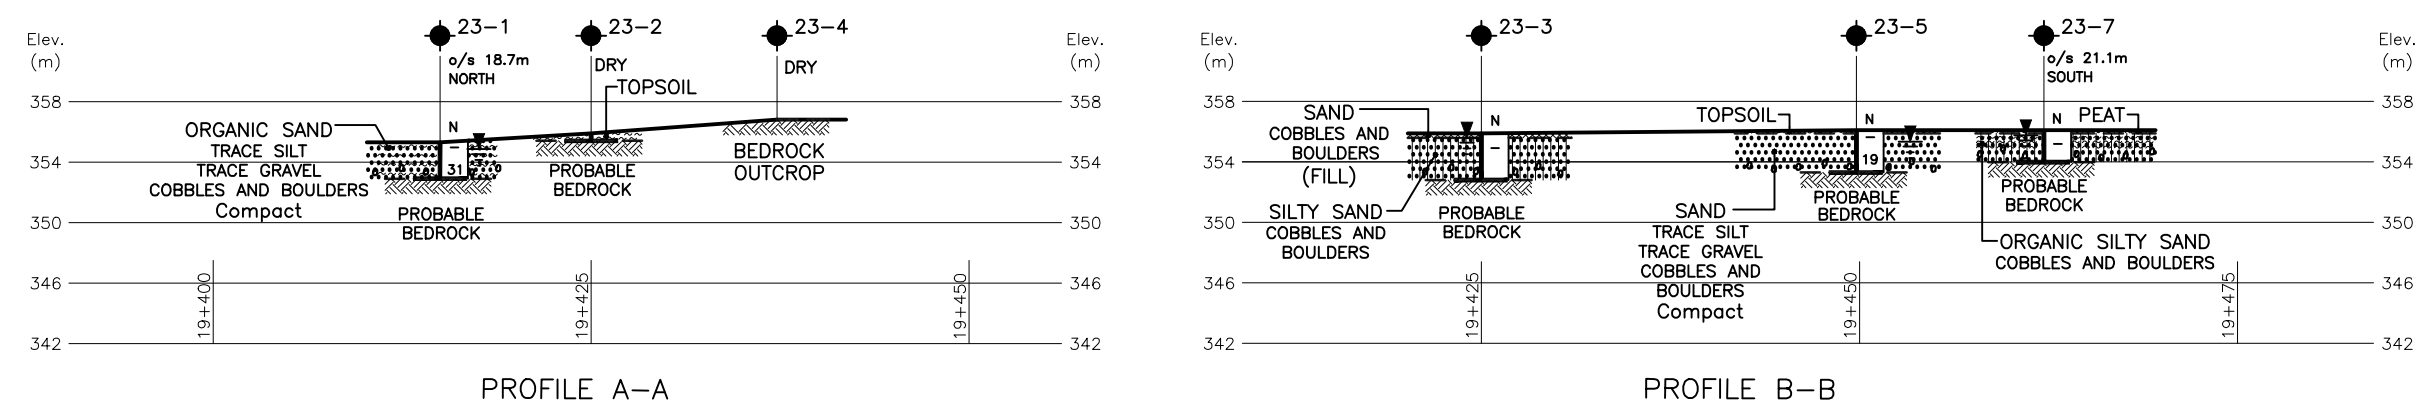 23-1
o/s 18.7m
NORTH
23-2
DRY
23-4
DRY
Elev.
(m)
Elev.
(m)
TOPSOIL
358
358
N
ORGANIC SAND
TRACE SILT
TRACE GRAVEL
COBBLES AND BOULDERS
Compact
354
354
–
31
PROBABLE
BEDROCK
BEDROCK
OUTCROP
PROBABLE
BEDROCK
350
350
346
346
19+400
19+425
19+450
342
342
PROFILE A-A
23-3
23-5
23-7
o/s 21.1m
SOUTH
Elev.
(m)
Elev.
(m)
358
358
SAND
COBBLES AND
BOULDERS
(FILL)
N
–
TOPSOIL
N
–
19
N
–
PEAT
354
354
SILTY SAND
COBBLES AND
BOULDERS
PROBABLE
BEDROCK
SAND
TRACE SILT
TRACE GRAVEL
COBBLES AND
BOULDERS
Compact
PROBABLE
BEDROCK
PROBABLE
BEDROCK
ORGANIC SILTY SAND
COBBLES AND BOULDERS
350
350
346
346
19+425
19+450
19+475
342
342
PROFILE B-B